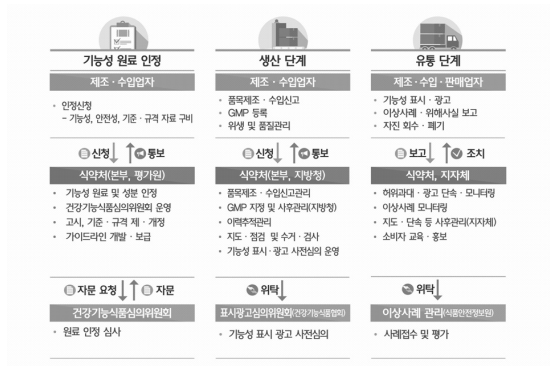 기능성 원료 인정
제조 · 수입업자
· 인정신청
- 기능성, 안전성, 기준 · 규격 자료 구비
신청
통보
식약처(본부, 평가원)
· 기능성 원료 및 성분 인정
· 건강기능식품심의위원회 운영
· 고시, 기준 · 규격 제 · 개정
· 가이드라인 개발 · 보급
자문 요청
자문
건강기능식품심의위원회
· 원료 인정 심사
생산 단계
제조 · 수입업자
· 품목제조 · 수입신고
· GMP 등록
· 위생 및 품질관리
신청
통보
식약처(본부, 지방청)
· 품목제조 · 수입신고관리
· GMP 지정 및 사후관리(지방청)
· 이력추적관리
· 지도 · 점검 및 수거 · 검사
· 기능성 표시 · 광고 사전심의 운영
위탁
표시광고심의위원회(건강기능식품협회)
· 기능성 표시 광고 사전심의
유통 단계
제조 · 수입 · 판매업자
· 기능성 표시 · 광고
· 이상사례 · 위해사실 보고
· 자진 회수 · 폐기
보고
조치
식약처, 지자체
· 허위과대 · 광고 단속 · 모니터링
· 이상사례 모니터링
· 지도 · 단속 등 사후관리(지자체)
· 소비자 교육 · 홍보
위탁
이상사례 관리(식품안전정보원)
· 사례접수 및 평가